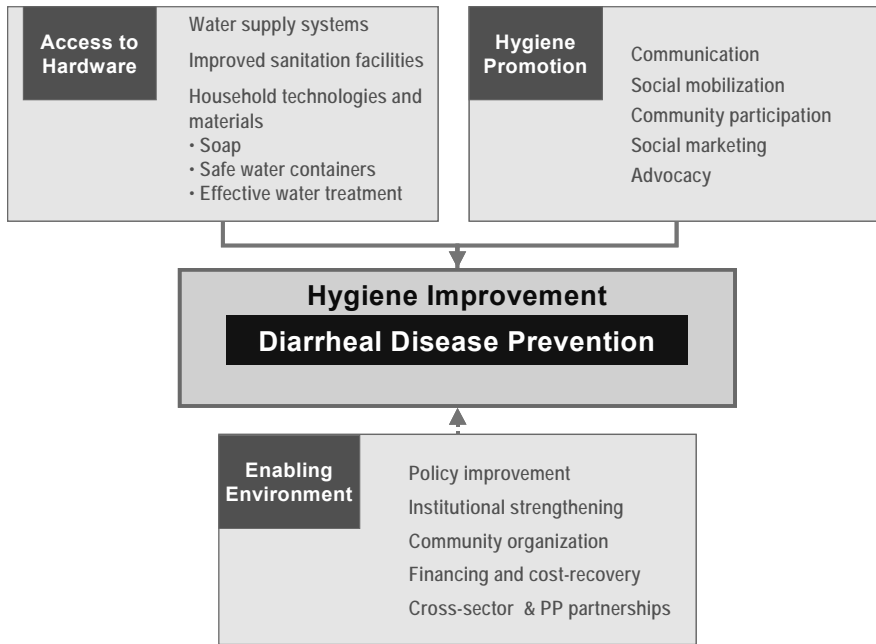 Access to
Hardware
Water supply systems
Improved sanitation facilities
Household technologies and
materials
• Soap
• Safe water containers
• Effective water treatment
Hygiene
Promotion
Communication
Social mobilization
Community participation
Social marketing
Advocacy
Hygiene Improvement
Diarrheal Disease Prevention
Enabling
Environment
Policy improvement
Institutional strengthening
Community organization
Financing and cost-recovery
Cross-sector & PP partnerships